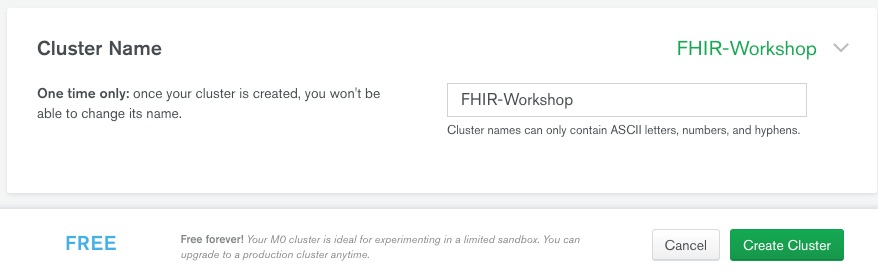 Cluster Name
FHIR-Workshop
One time only: once your cluster is created, you won't be
able to change its name.
FHIR-Workshop
Cluster names can only contain ASCII letters, numbers, and hyphens.
FREE
Free forever! Your M0 cluster is ideal for experimenting in a limited sandbox. You can
upgrade to a production cluster anytime.
Cancel
Create Cluster